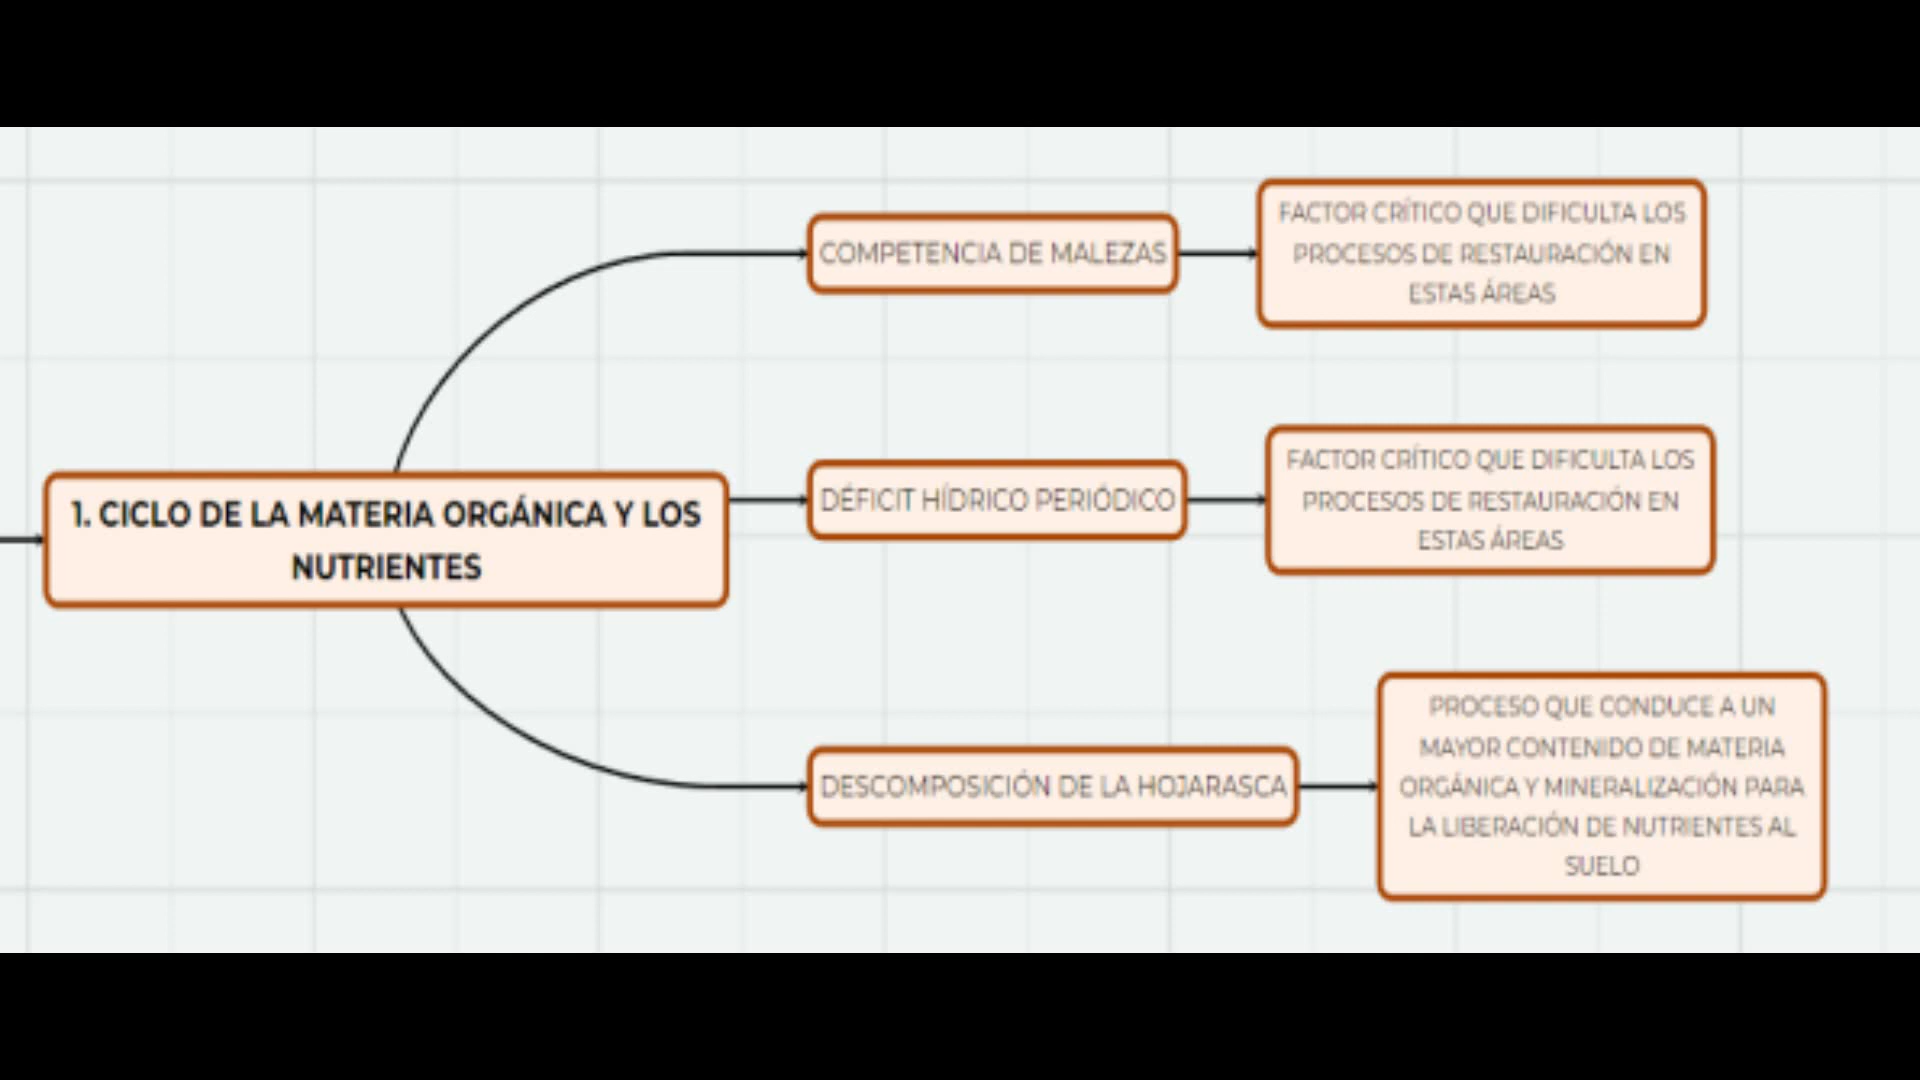 COMPETENCIA DE MALEZAS
FACTOR CRÍTICO QUE DIFICULTA LOS
PROCESOS DE RESTAURACIÓN EN
ESTAS ÁREAS
1. CICLO DE LA MATERIA ORGÁNICA Y LOS
NUTRIENTES
DÉFICIT HÍDRICO PERIÓDICO
FACTOR CRÍTICO QUE DIFICULTA LOS
PROCESOS DE RESTAURACIÓN EN
ESTAS ÁREAS
DESCOMPOSICIÓN DE LA HOJARASCA
PROCESO QUE CONDUCE A UN
MAYOR CONTENIDO DE MATERIA
ORGÁNICA Y MINERALIZACIÓN PARA
LA LIBERACIÓN DE NUTRIENTES AL
SUELO